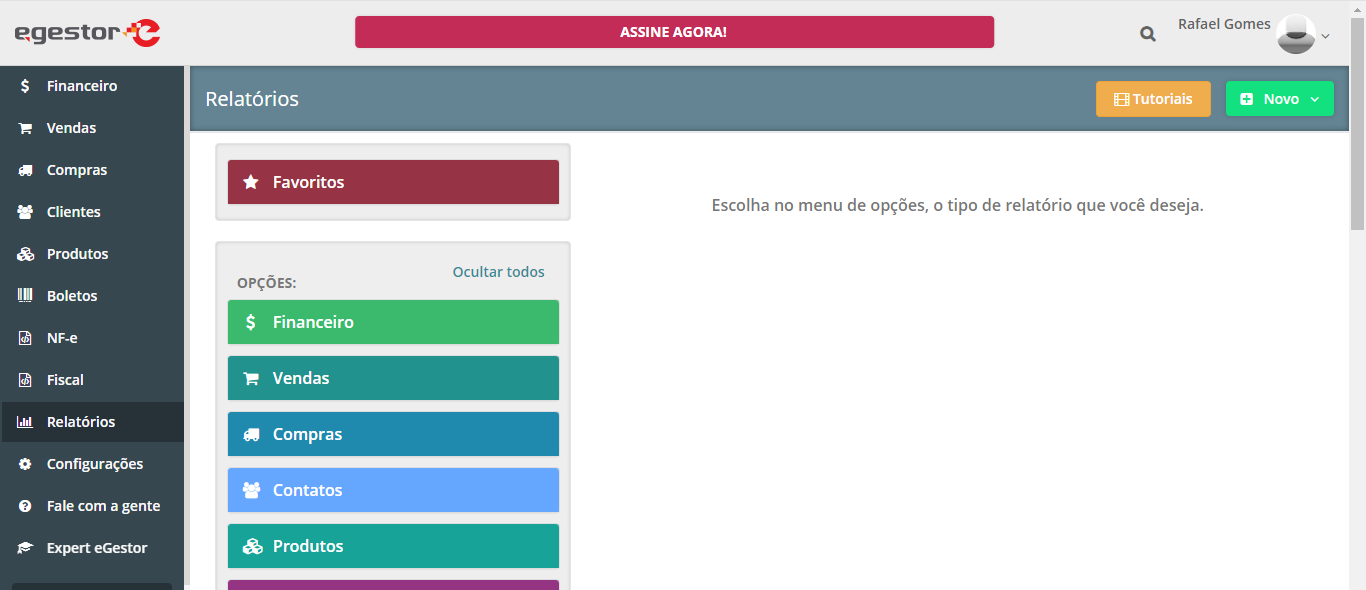 egestor
ASSINE AGORA!
Rafael Gomes
Financeiro
Vendas
Compras
Clientes
Produtos
Boletos
NF-e
Fiscal
Relatórios
Configurações
Fale com a gente
Expert eGestor
Relatórios
Tutoriais
Novo
Favoritos
OPÇÕES:
Ocultar todos
Financeiro
Vendas
Compras
Contatos
Produtos
Escolha no menu de opções, o tipo de relatório que você deseja.